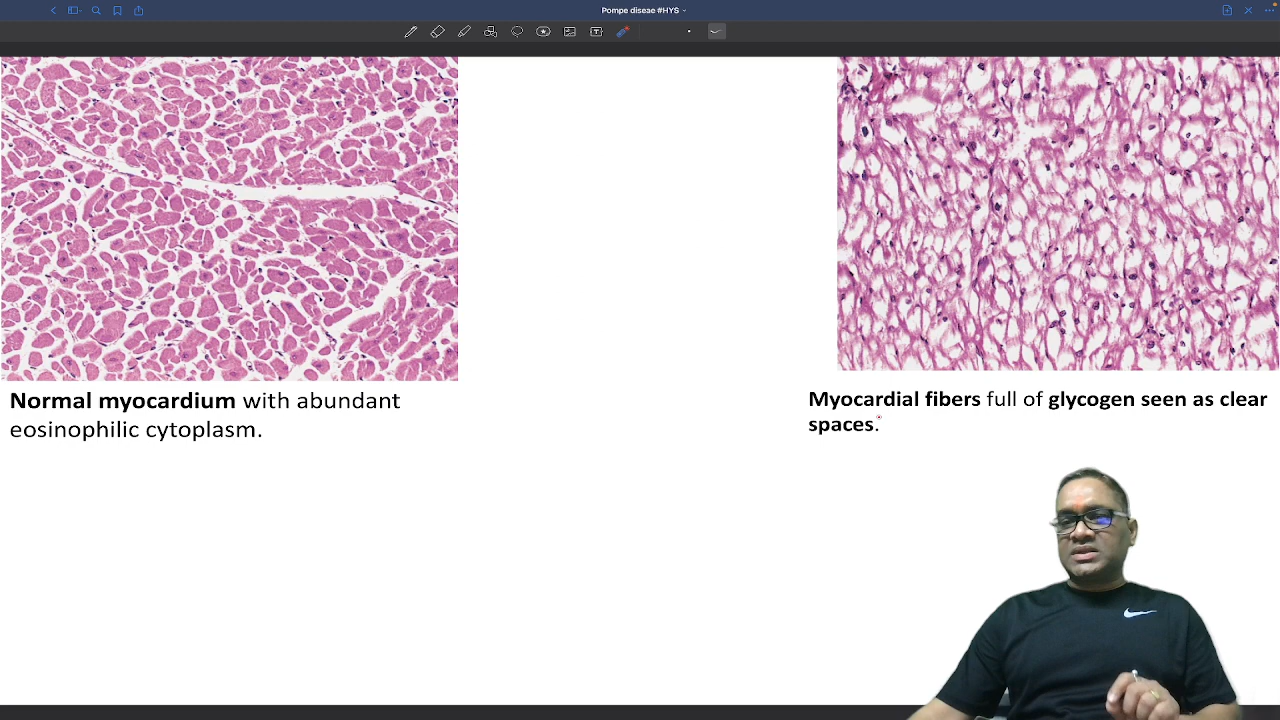 Pompe diseae #HYS
Normal myocardium with abundant
eosinophilic cytoplasm.
Myocardial fibers full of glycogen seen as clear
spaces.